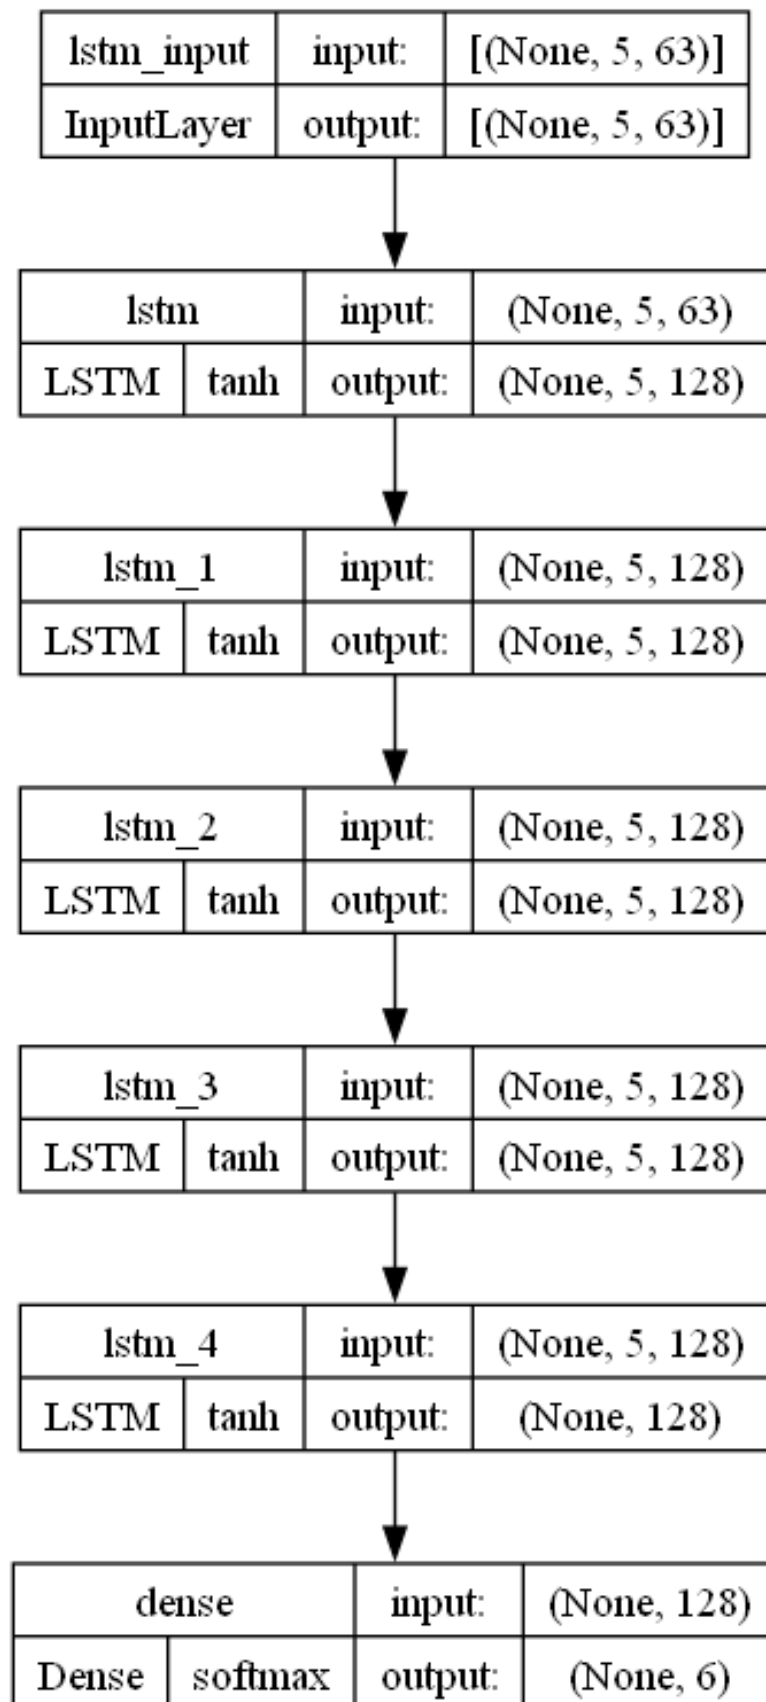 lstm_input input: [(None, 5, 63)]
InputLayer output: [(None, 5, 63)]
lstm input: (None, 5, 63)
LSTM tanh output: (None, 5, 128)
lstm_1 input: (None, 5, 128)
LSTM tanh output: (None, 5, 128)
lstm_2 input: (None, 5, 128)
LSTM tanh output: (None, 5, 128)
lstm_3 input: (None, 5, 128)
LSTM tanh output: (None, 5, 128)
lstm_4 input: (None, 5, 128)
LSTM tanh output: (None, 128)
dense input: (None, 128)
Dense softmax output: (None, 6)